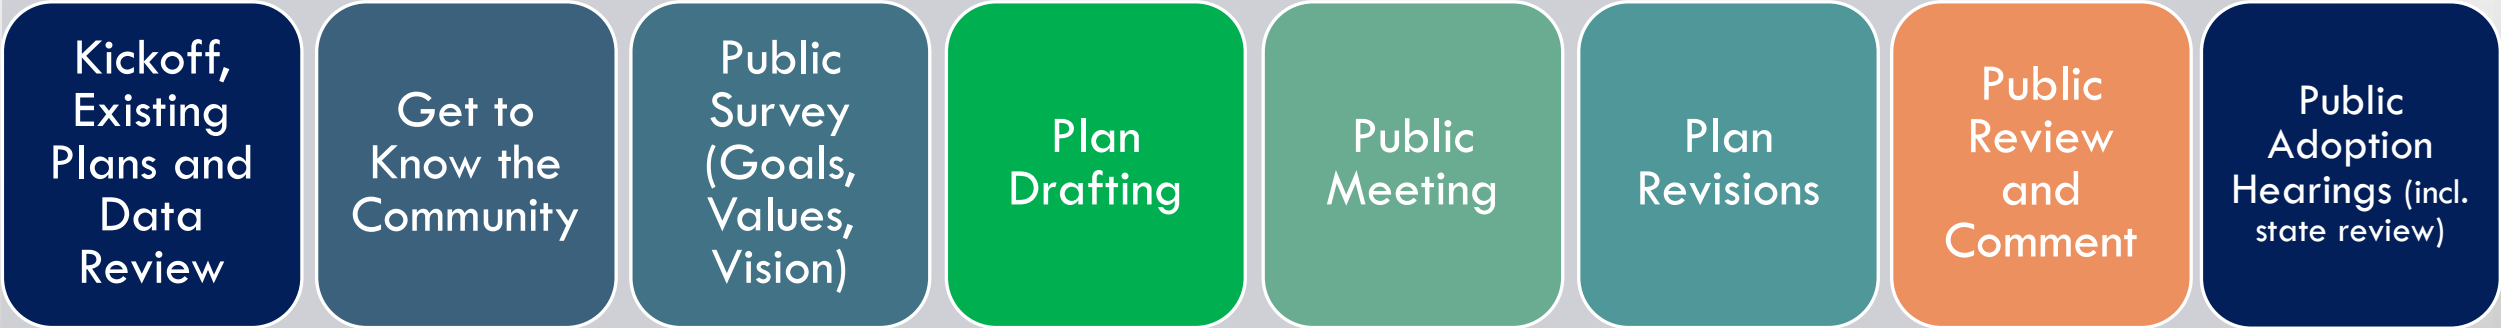 Kickoff,
Existing
Plans and
Data
Review
Get to
Know the
Community
Public
Survey
(Goals,
Values,
Vision)
Plan
Drafting
Public
Meeting
Plan
Revisions
Public
Review
and
Comment
Public
Adoption
Hearings (incl.
state review)